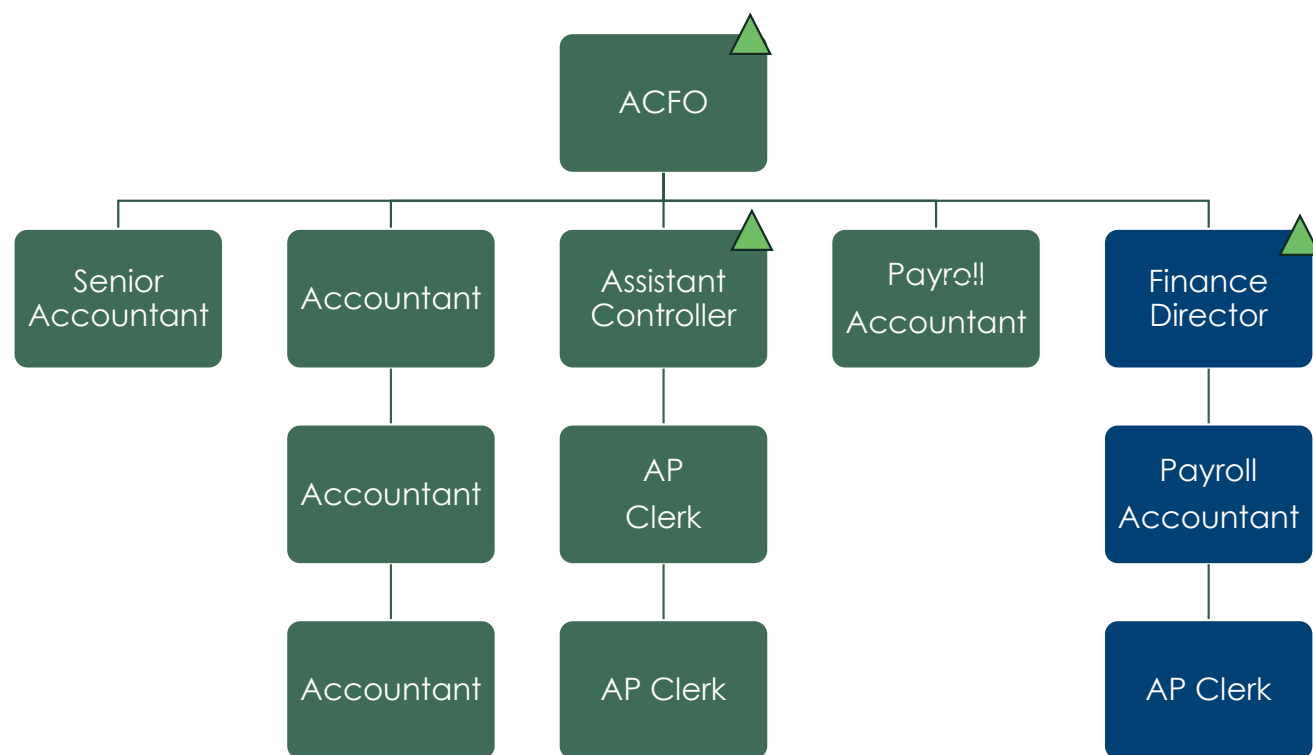 ACFO
Senior
Accountant
Accountant
Assistant
Controller
Payroll
Accountant
Finance
Director
Accountant
AP
Clerk
Payroll
Accountant
Accountant
AP Clerk
AP Clerk